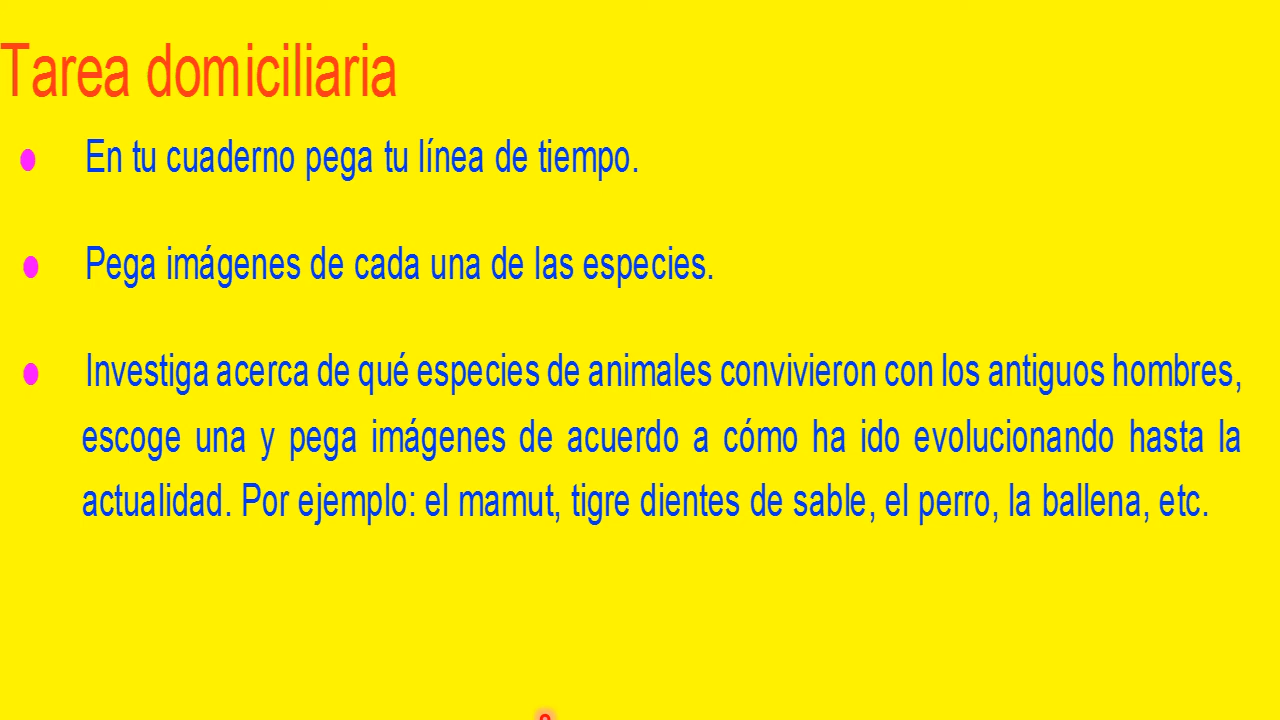 Tarea domiciliaria
● En tu cuaderno pega tu línea de tiempo.
● Pega imágenes de cada una de las especies.
● Investiga acerca de qué especies de animales convivieron con los antiguos hombres,
escoge una y pega imágenes de acuerdo a cómo ha ido evolucionando hasta la
actualidad. Por ejemplo: el mamut, tigre dientes de sable, el perro, la ballena, etc.